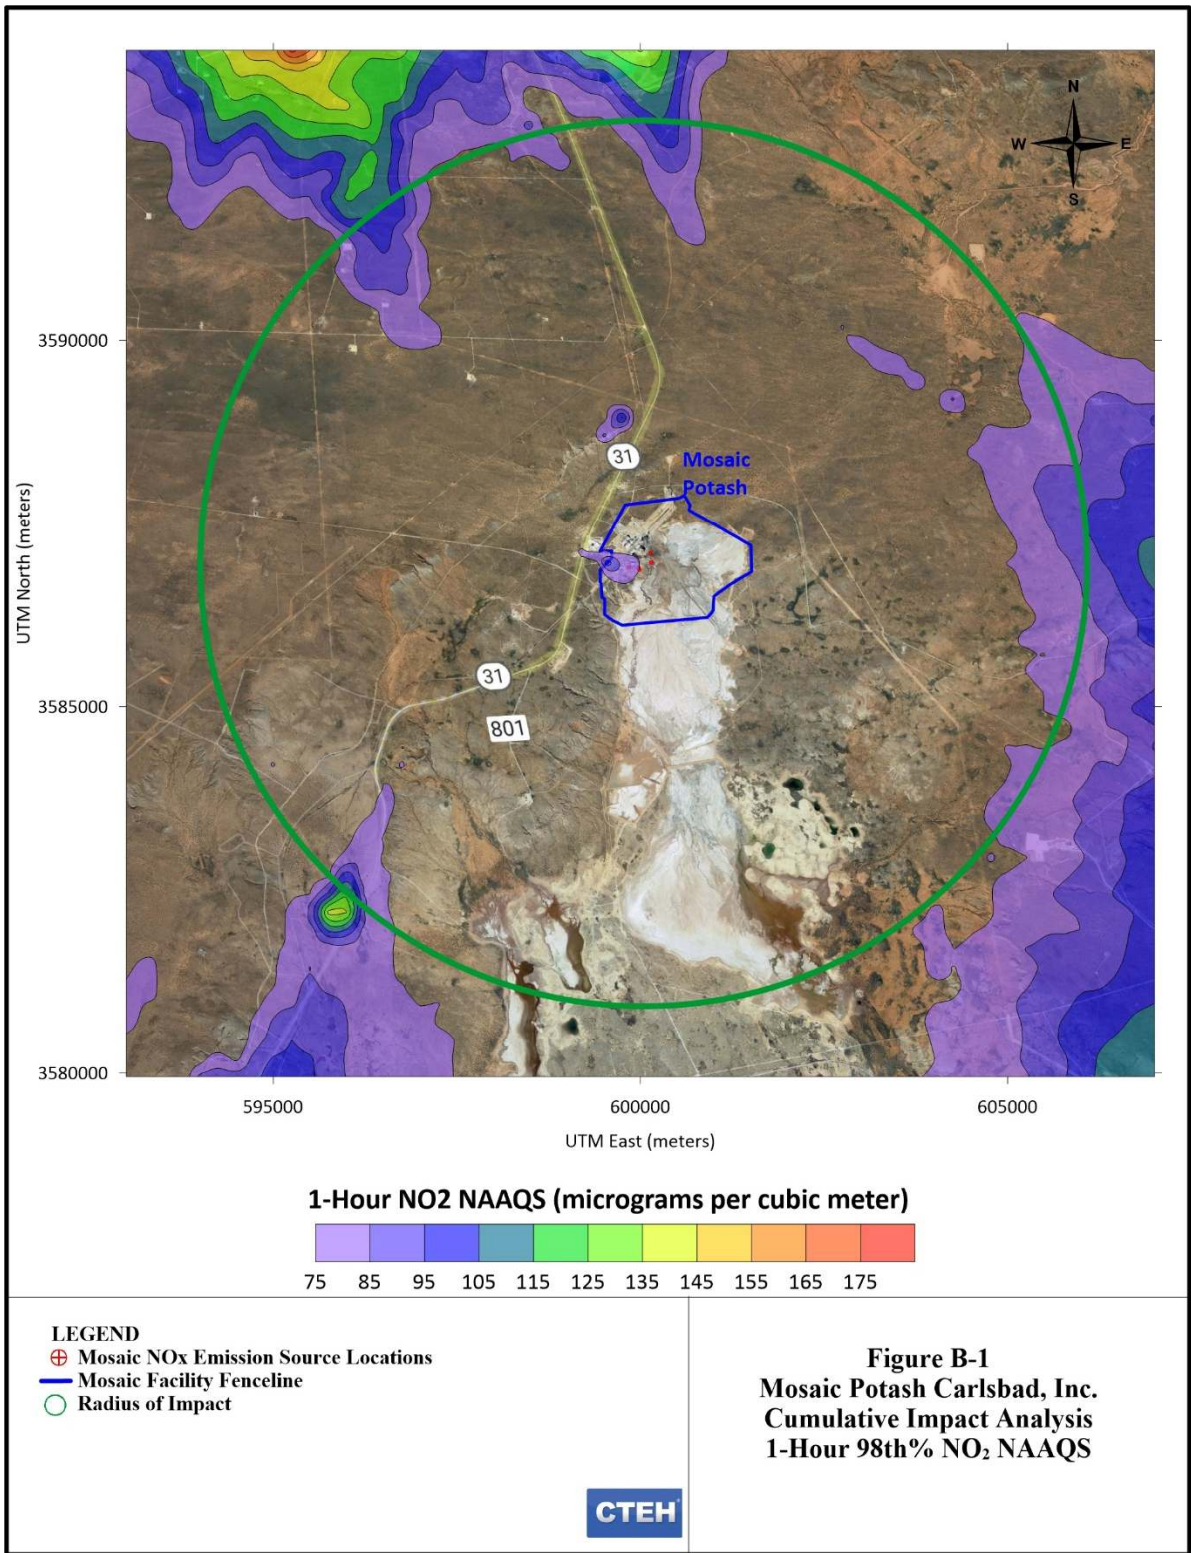 N
W E
S
3590000
Mosaic
Potash
31
UTM North (meters)
31
3585000
801
3580000
595000 600000 605000
UTM East (meters)
1-Hour NO2 NAAQS (micrograms per cubic meter)
75 85 95 105 115 125 135 145 155 165 175
LEGEND
Mosaic NOx Emission Source Locations
Mosaic Facility Fenceline
Radius of Impact
Figure B-1
Mosaic Potash Carlsbad, Inc.
Cumulative Impact Analysis
1-Hour 98th% NO₂ NAAQS
CTEH